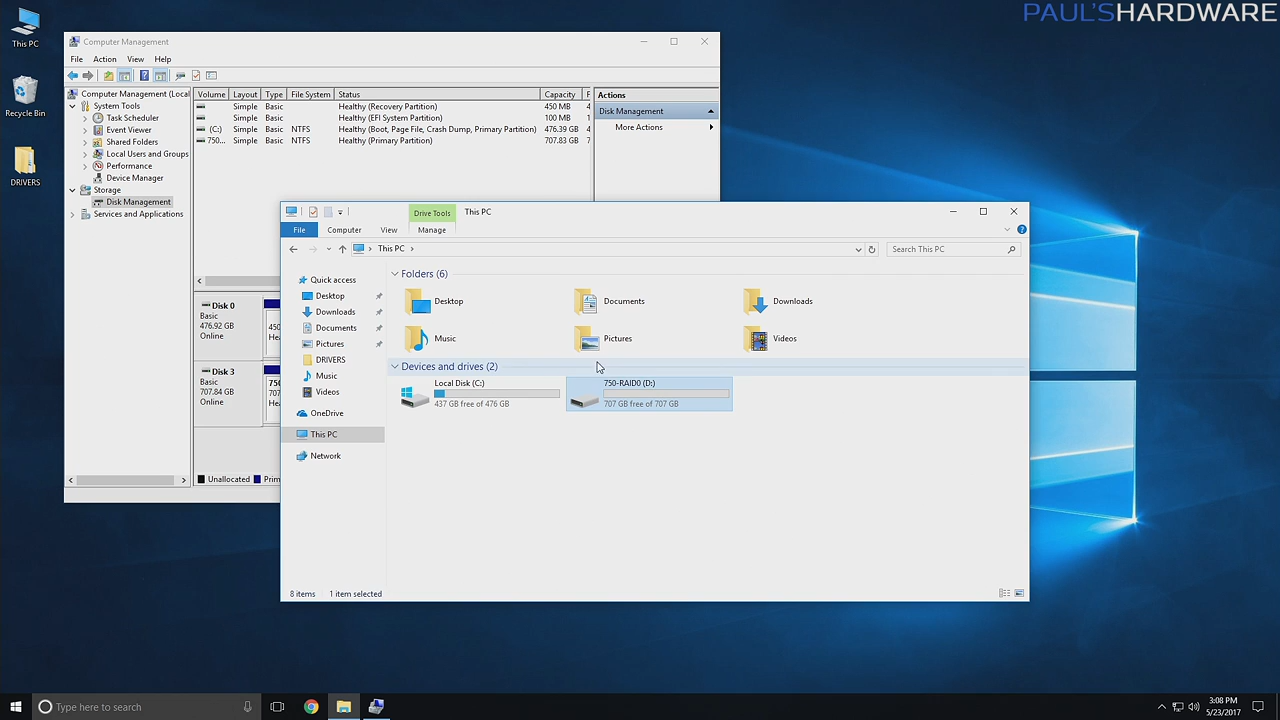 PAUL'SHARDWARE
This PC
Recycle Bin
DRIVERS
Computer Management
File Action View Help
Computer Management (Local
System Tools
Task Scheduler
Event Viewer
Shared Folders
Local Users and Groups
Performance
Device Manager
Storage
Disk Management
Services and Applications
Volume Layout Type File System Status Capacity F
Simple Basic Healthy (Recovery Partition) 450 MB 4
Simple Basic Healthy (EFI System Partition) 100 MB 1
(C:) Simple Basic NTFS Healthy (Boot, Page File, Crash Dump, Primary Partition) 476.39 GB 4
750... Simple Basic NTFS Healthy (Primary Partition) 707.83 GB 7
Actions
Disk Management
More Actions
Disk 0
Basic
476.92 GB
Online
450
Disk 3
Basic
707.84 GB
Online
750
707
Hea
Unallocated Prim
Drive Tools This PC
File Computer View Manage
This PC
Search This PC
Quick access
Desktop
Downloads
Documents
Pictures
DRIVERS
Music
Videos
OneDrive
This PC
Network
Folders (6)
Desktop Documents Downloads
Music Pictures Videos
Devices and drives (2)
Local Disk (C:)
437 GB free of 476 GB
750-RAID0 (D:)
707 GB free of 707 GB
8 items 1 item selected
Type here to search
3:08 PM
5/23/2017